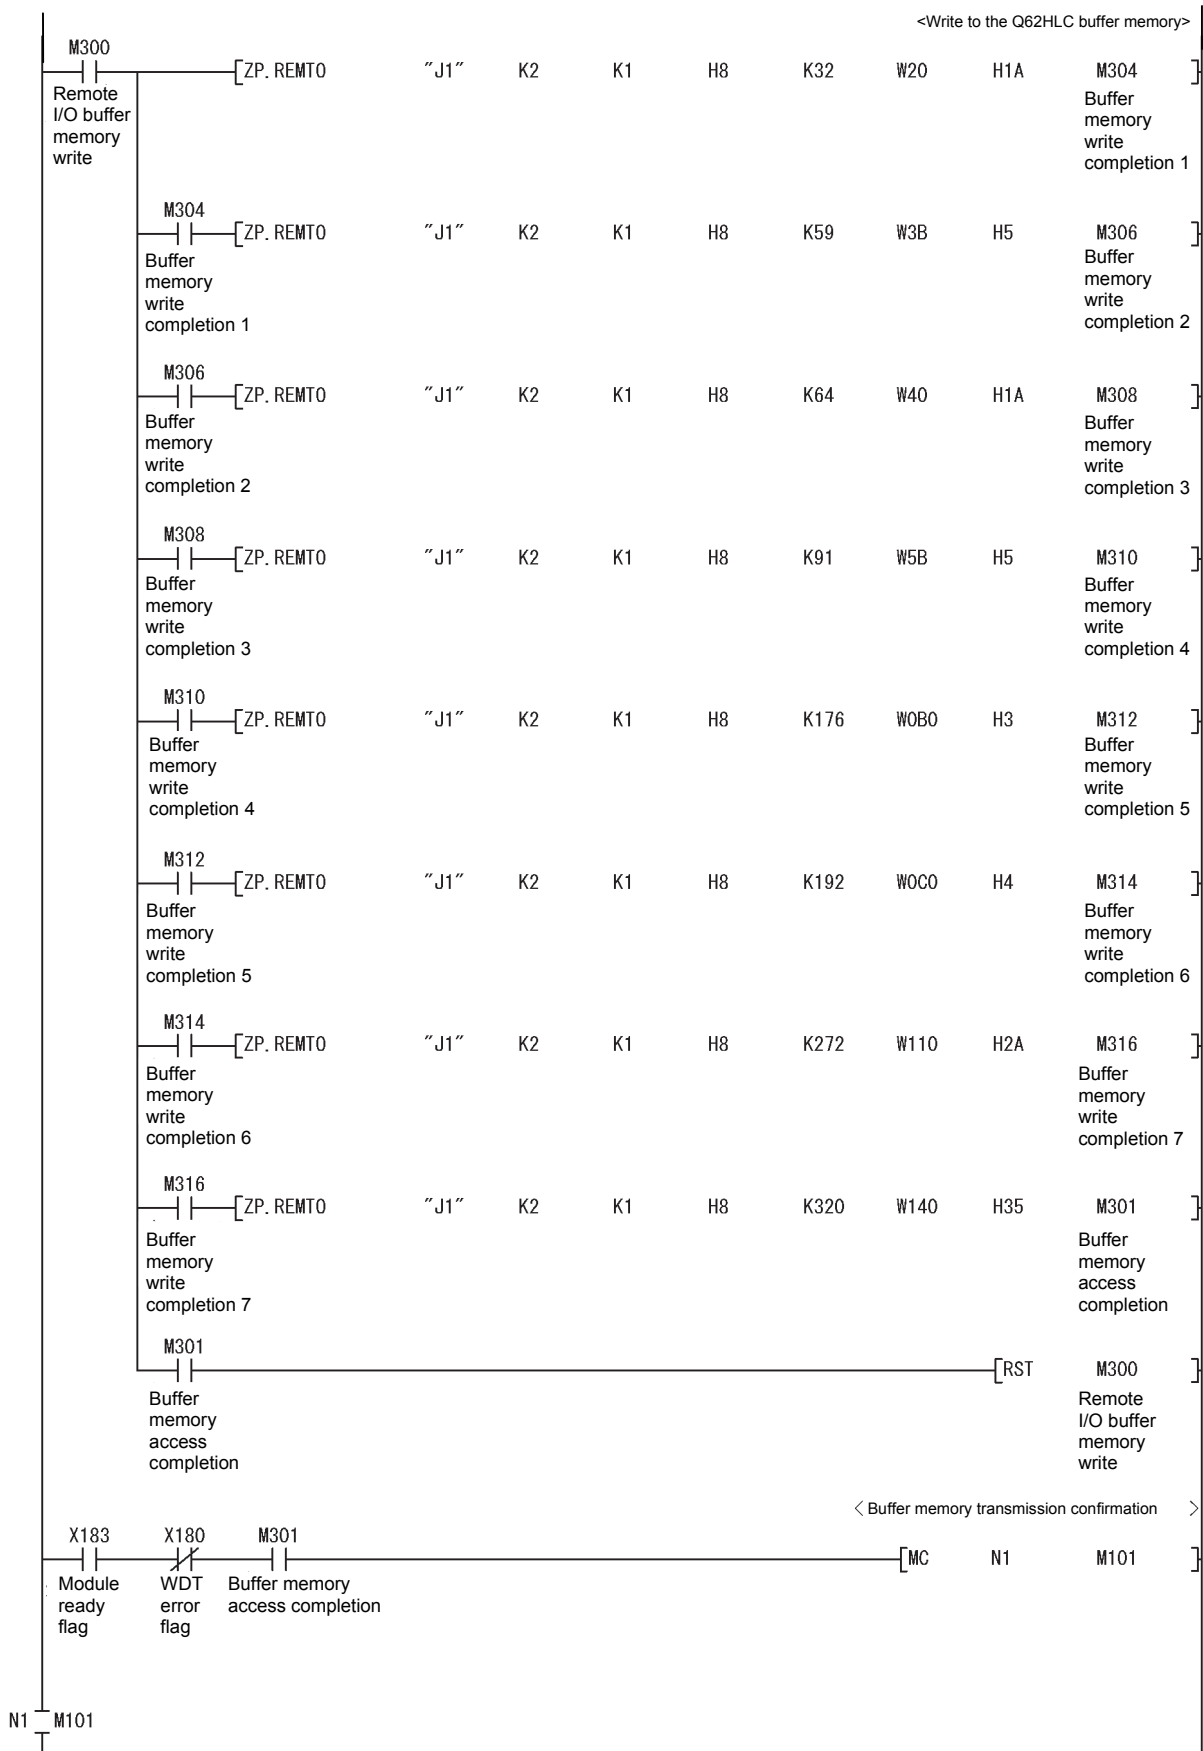 <Write to the Q62HLC buffer memory>
M300
[ZP. REMTO "J1" K2 K1 H8 K32 W20 H1A M304 ]
Remote
I/O buffer
memory
write
Buffer
memory
write
completion 1
M304
[ZP. REMTO "J1" K2 K1 H8 K59 W3B H5 M306 ]
Buffer
memory
write
completion 1
Buffer
memory
write
completion 2
M306
[ZP. REMTO "J1" K2 K1 H8 K64 W40 H1A M308 ]
Buffer
memory
write
completion 2
Buffer
memory
write
completion 3
M308
[ZP. REMTO "J1" K2 K1 H8 K91 W5B H5 M310 ]
Buffer
memory
write
completion 3
Buffer
memory
write
completion 4
M310
[ZP. REMTO "J1" K2 K1 H8 K176 W0B0 H3 M312 ]
Buffer
memory
write
completion 4
Buffer
memory
write
completion 5
M312
[ZP. REMTO "J1" K2 K1 H8 K192 W0C0 H4 M314 ]
Buffer
memory
write
completion 5
Buffer
memory
write
completion 6
M314
[ZP. REMTO "J1" K2 K1 H8 K272 W110 H2A M316 ]
Buffer
memory
write
completion 6
Buffer
memory
write
completion 7
M316
[ZP. REMTO "J1" K2 K1 H8 K320 W140 H35 M301 ]
Buffer
memory
write
completion 7
Buffer
memory
access
completion
M301
[RST M300 ]
Buffer
memory
access
completion
Remote
I/O buffer
memory
write
< Buffer memory transmission confirmation >
X183 X180 M301
[MC N1 M101 ]
Module
ready
flag
WDT
error
flag
Buffer memory
access completion
N1 M101